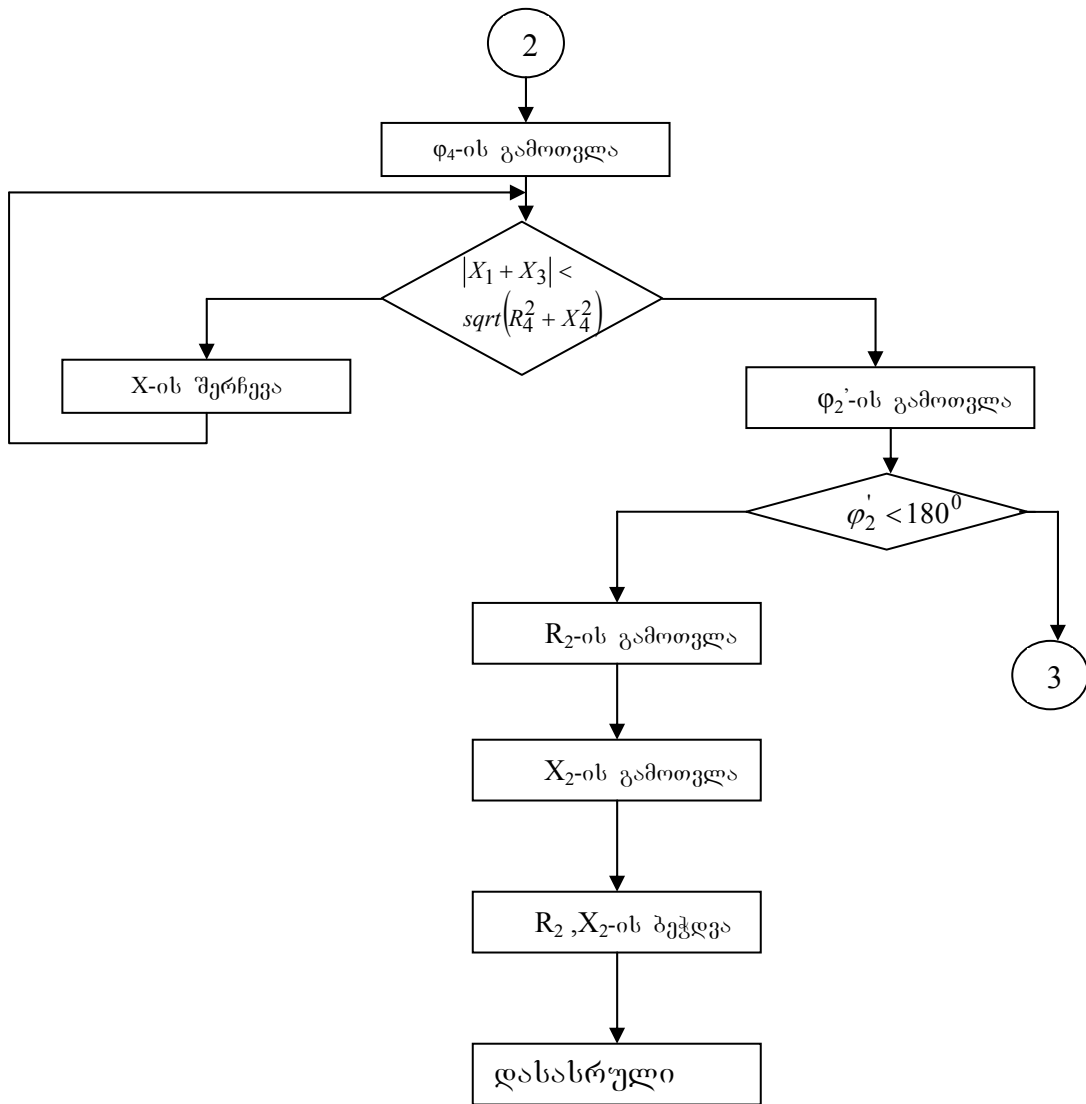 2
φ₄-ის გამოთვლა
|X₁ + X₃| <
sqrt(R₄² + X₄²)
X-ის შერჩევა
φ₂’-ის გამოთვლა
φ₂' < 180⁰
R₂-ის გამოთვლა
3
X₂-ის გამოთვლა
R₂ ,X₂-ის ბეჭდვა
დასასრული